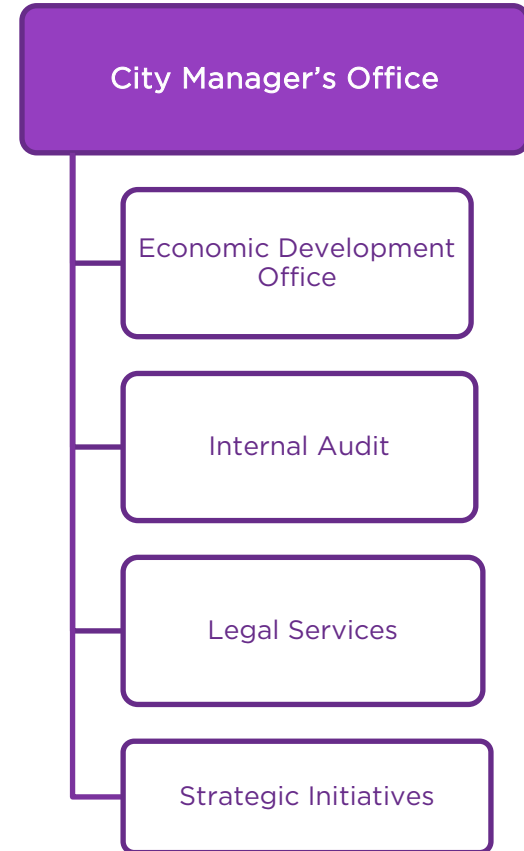 City Manager’s Office
Economic Development
Office
Internal Audit
Legal Services
Strategic Initiatives